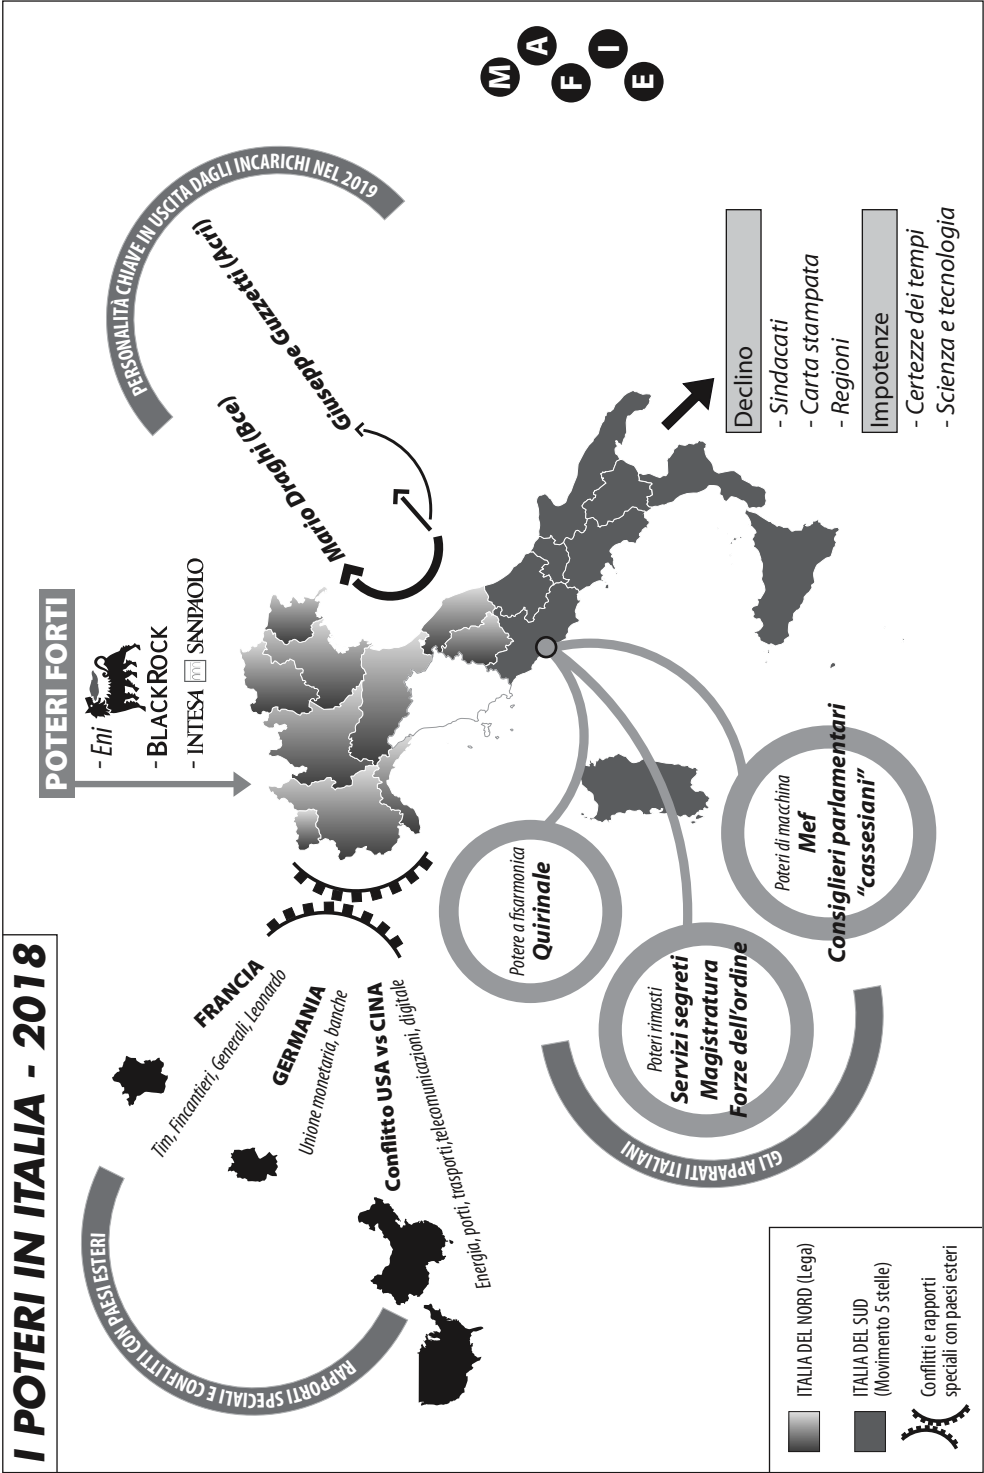 I POTERI IN ITALIA - 2018
RAPPORTI SPECIALI E CONFLITTI CON PAESI ESTERI
FRANCIA
Tim, Fincantieri, Generali, Leonardo
GERMANIA
Unione monetaria, banche
Conflitto USA vs CINA
Energia, porti, trasporti,telecomunicazioni, digitale
POTERI FORTI
- Eni
- BLACKROCK
- INTESA SANPAOLO
PERSONALITÀ CHIAVE IN USCITA DAGLI INCARICHI NEL 2019
Mario Draghi (Bce)
Giuseppe Guzzetti (Acri)
M A F I E
Potere a fisarmonica
Quirinale
Poteri rimasti
Servizi segreti
Magistratura
Forze dell’ordine
Poteri di macchina
Mef
Consiglieri parlamentari
“cassesiani”
GLI APPARATI ITALIANI
Declino
- Sindacati
- Carta stampata
- Regioni
Impotenze
- Certezze dei tempi
- Scienza e tecnologia
ITALIA DEL NORD (Lega)
ITALIA DEL SUD
(Movimento 5 stelle)
Conflitti e rapporti
speciali con paesi esteri